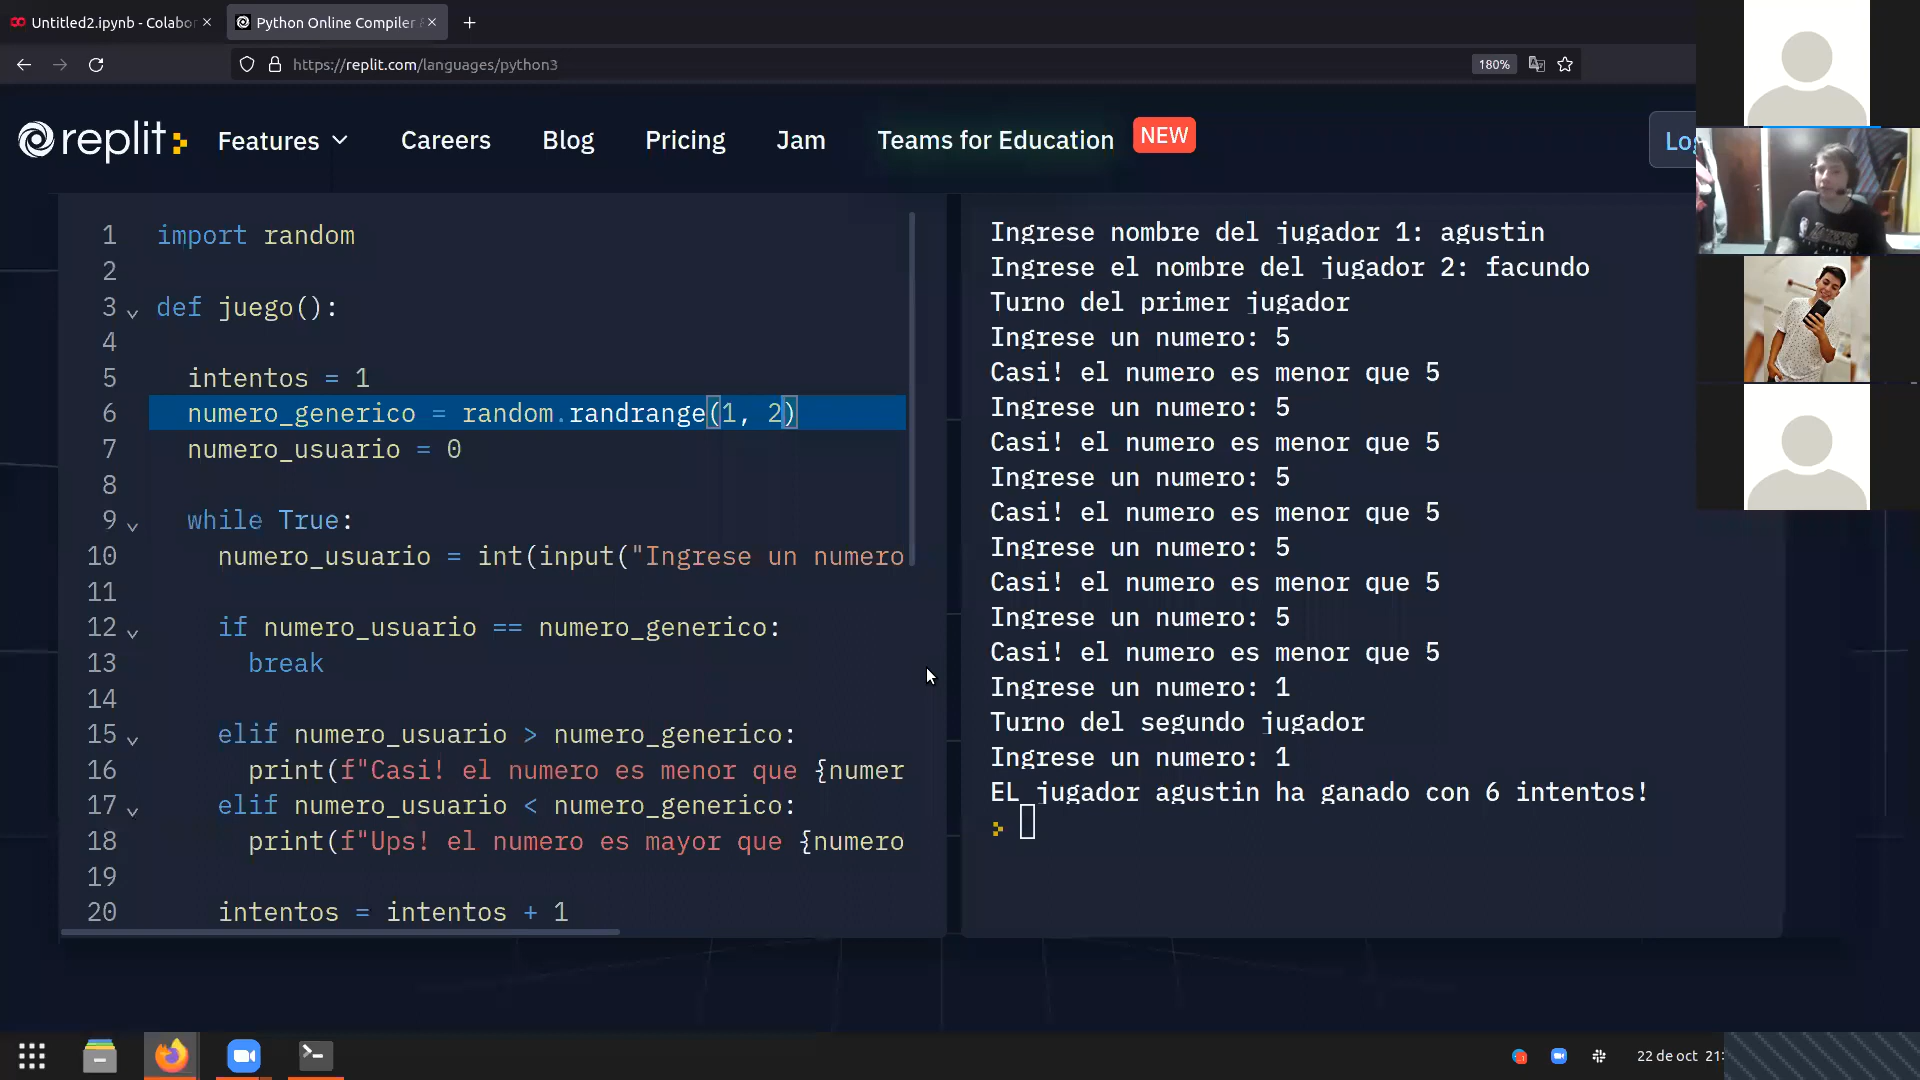 Untitled2.ipynb - Colabo
Python Online Compiler
https://replit.com/languages/python3
180%
replit
Features
Careers
Blog
Pricing
Jam
Teams for Education
NEW
Log
1 import random
2
3 def juego():
4
5 intentos = 1
6 numero_generico = random.randrange(1, 2)
7 numero_usuario = 0
8
9 while True:
10 numero_usuario = int(input("Ingrese un numero
11
12 if numero_usuario == numero_generico:
13 break
14
15 elif numero_usuario > numero_generico:
16 print(f"Casi! el numero es menor que {numer
17 elif numero_usuario < numero_generico:
18 print(f"Ups! el numero es mayor que {numero
19
20 intentos = intentos + 1
Ingrese nombre del jugador 1: agustin
Ingrese el nombre del jugador 2: facundo
Turno del primer jugador
Ingrese un numero: 5
Casi! el numero es menor que 5
Ingrese un numero: 5
Casi! el numero es menor que 5
Ingrese un numero: 5
Casi! el numero es menor que 5
Ingrese un numero: 5
Casi! el numero es menor que 5
Ingrese un numero: 5
Casi! el numero es menor que 5
Ingrese un numero: 1
Turno del segundo jugador
Ingrese un numero: 1
EL jugador agustin ha ganado con 6 intentos!
22 de oct 21: